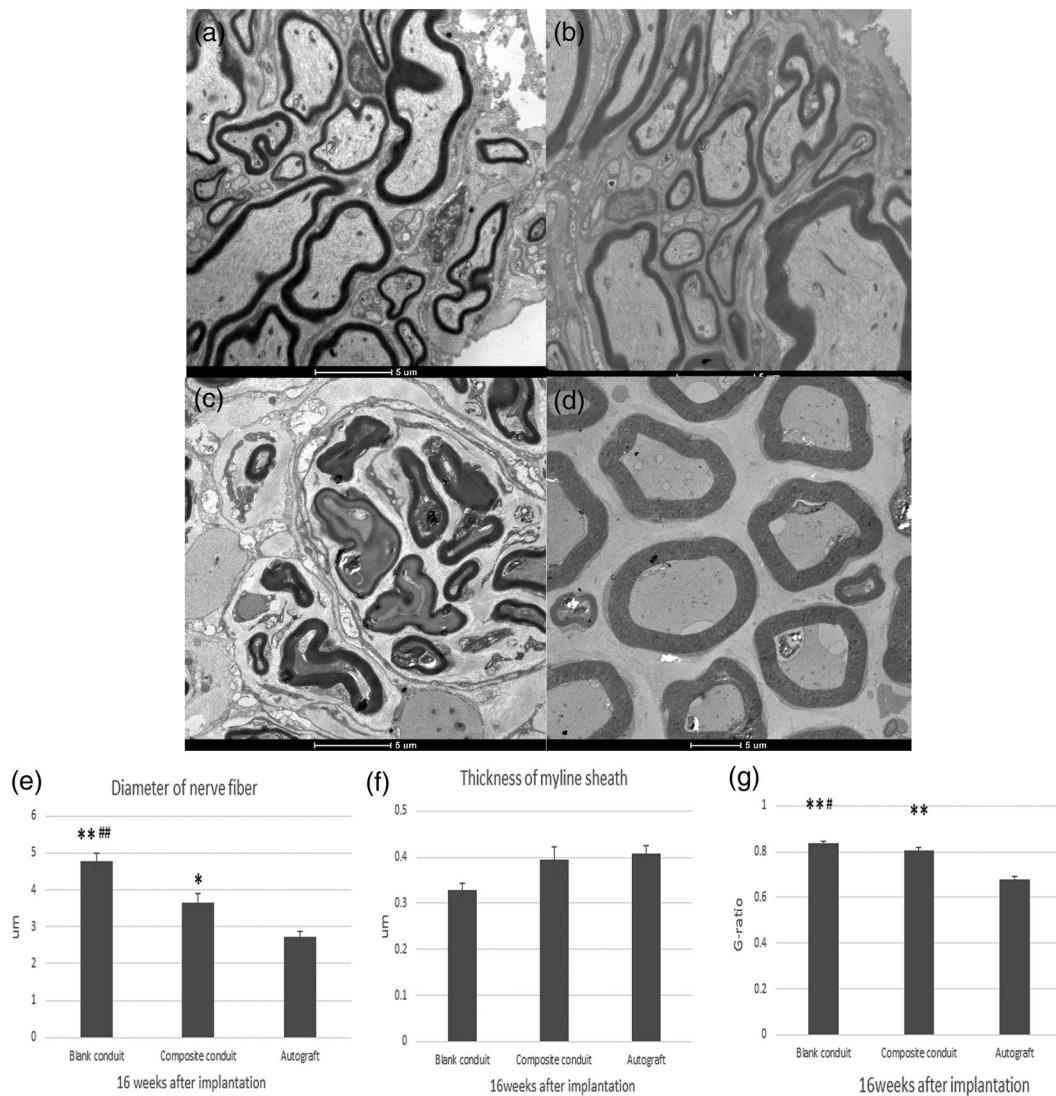 (a)
(b)
5 um
5 um
(c)
(d)
5 um
5 um
(e)
Diameter of nerve fiber
6
5
4
3
2
1
0
um
**##
*
Blank conduit
Composite conduit
Autograft
16 weeks after implantation
(f)
Thickness of myline sheath
0.5
0.4
0.3
0.2
0.1
0
um
Blank conduit
Composite conduit
Autograft
16weeks after implantation
(g)
1
0.8
0.6
0.4
0.2
0
G-ratio
**#
**
Blank conduit
Composite conduit
Autograft
16weeks after implantation